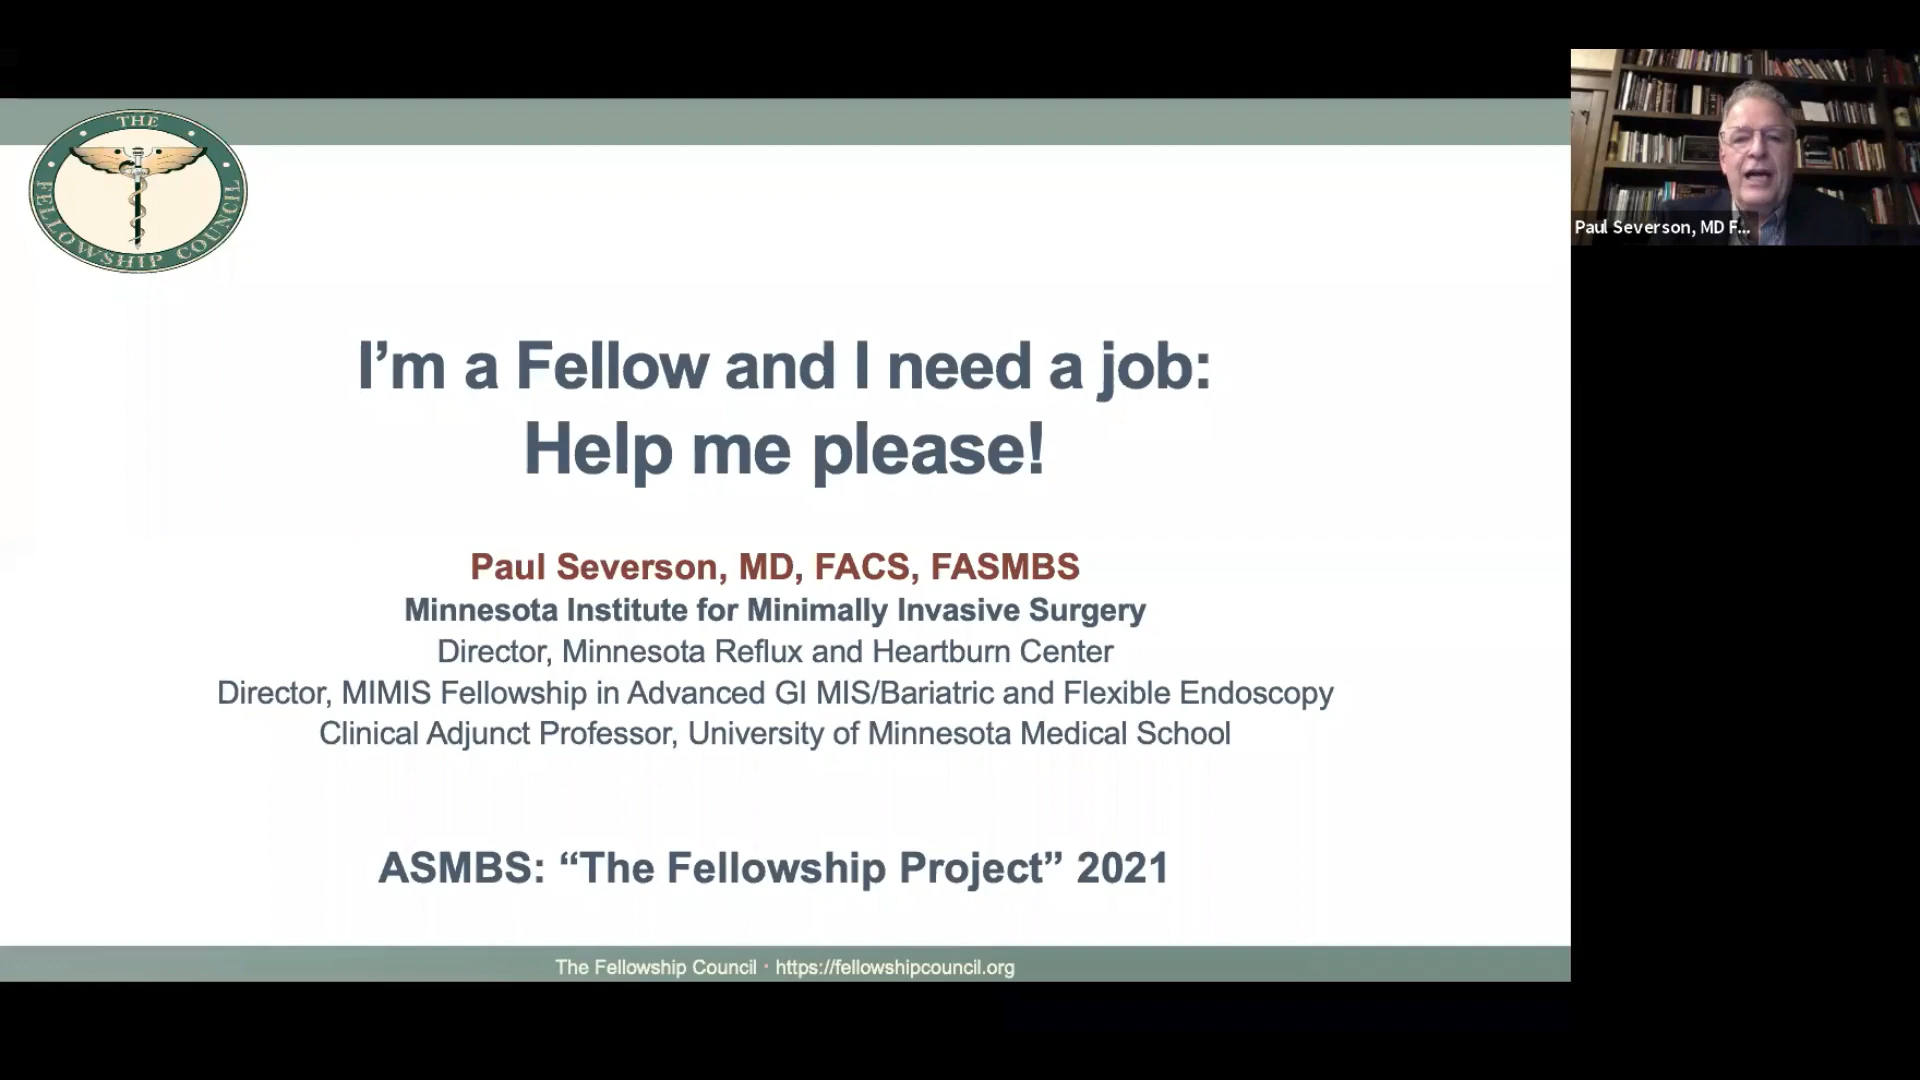 THE
FELLOWSHIP COUNCIL
Paul Severson, MD F...
I’m a Fellow and I need a job:
Help me please!
Paul Severson, MD, FACS, FASMBS
Minnesota Institute for Minimally Invasive Surgery
Director, Minnesota Reflux and Heartburn Center
Director, MIMIS Fellowship in Advanced GI MIS/Bariatric and Flexible Endoscopy
Clinical Adjunct Professor, University of Minnesota Medical School
ASMBS: “The Fellowship Project” 2021
The Fellowship Council · https://fellowshipcouncil.org